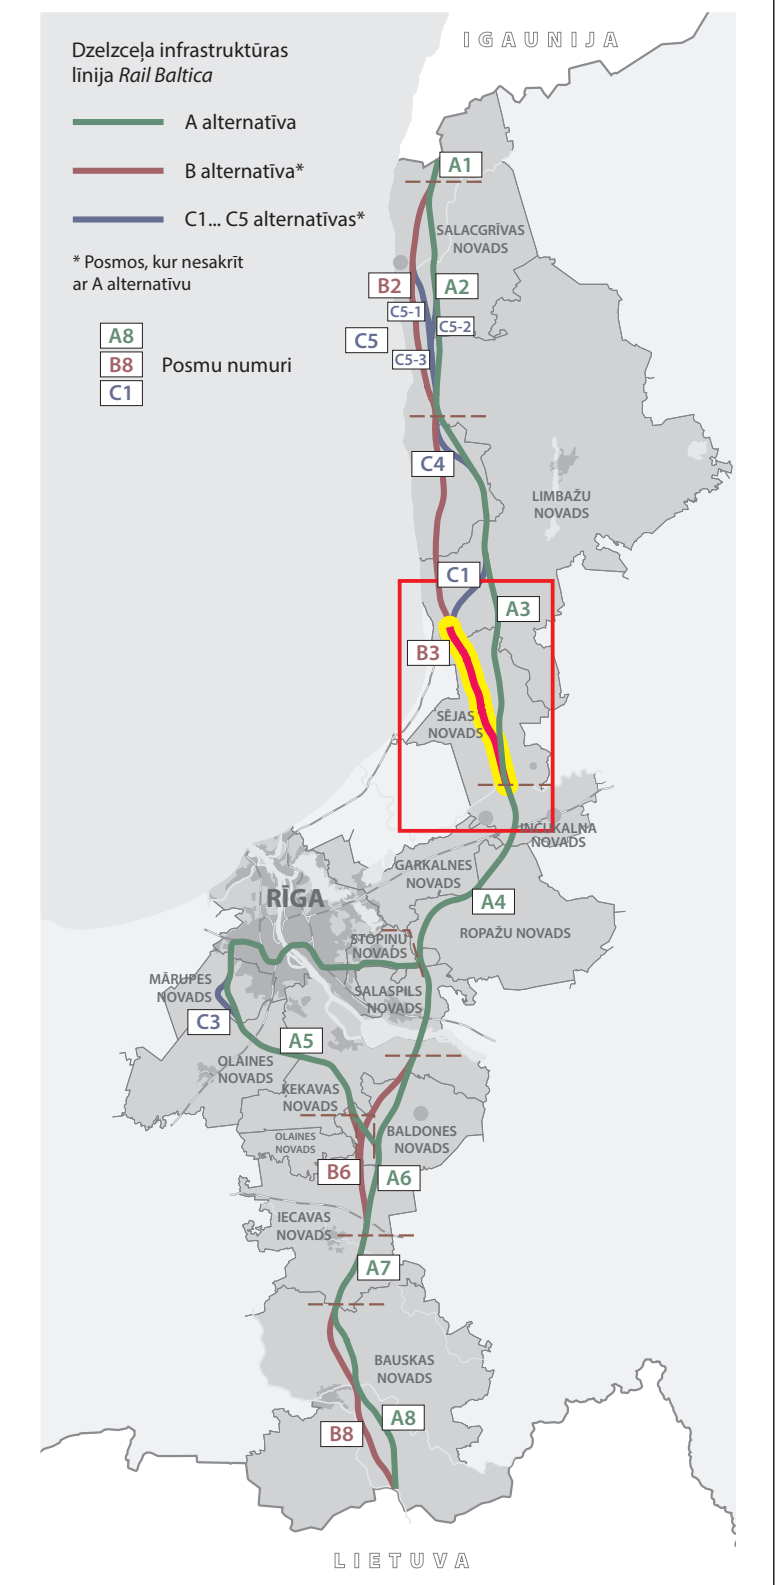 IGAUNIJA
Dzelzceļa infrastruktūras
līnija Rail Baltica
A alternatīva
B alternatīva*
C1... C5 alternatīvas*
* Posmos, kur nesakrīt
ar A alternatīvu
A8
B8
C1
Posmu numuri
A1
SALACGRĪVAS
NOVADS
B2
A2
C5-1
C5-2
C5
C5-3
C4
LIMBAŽU
NOVADS
C1
A3
B3
SĒJAS
NOVADS
INČUKALNA
NOVADS
GARKALNES
NOVADS
RĪGA
A4
ROPAŽU NOVADS
STOPIŅU
NOVADS
MĀRUPES
NOVADS
SALASPILS
NOVADS
C3
A5
OLAINES
NOVADS
ĶEKAVAS
NOVADS
BALDONES
NOVADS
OLAINES
NOVADS
B6
A6
IECAVAS
NOVADS
A7
BAUSKAS
NOVADS
A8
B8
LIETUVA